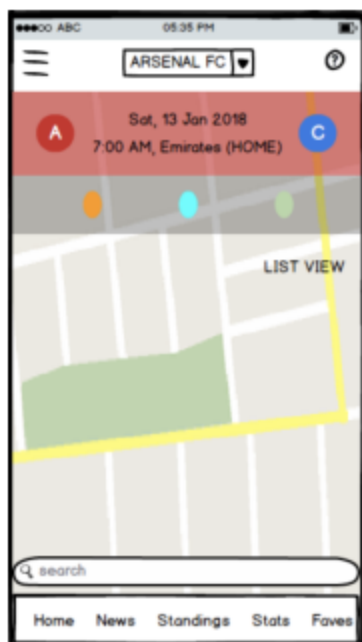 ABC 05:35 PM
ARSENAL FC ?
A Sat, 13 Jan 2018 C
7:00 AM, Emirates (HOME)
LIST VIEW
search
Home News Standings Stats Faves